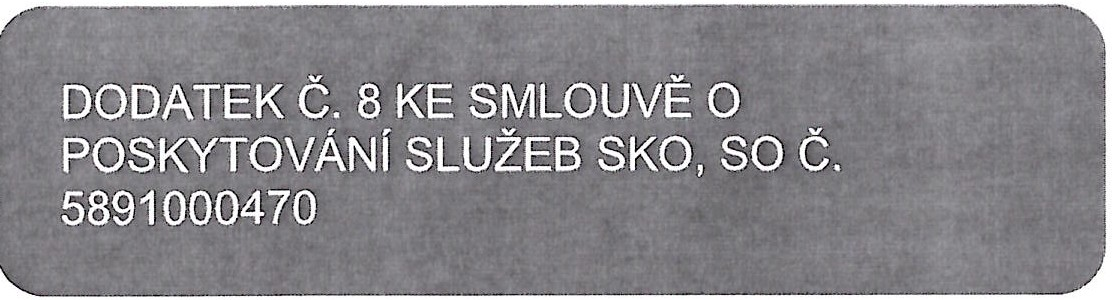 DODATEK Č. 8 KE SMLOUVĚ O
POSKYTOVÁNÍ SLUŽEB SKO, SO Č.
5891000470